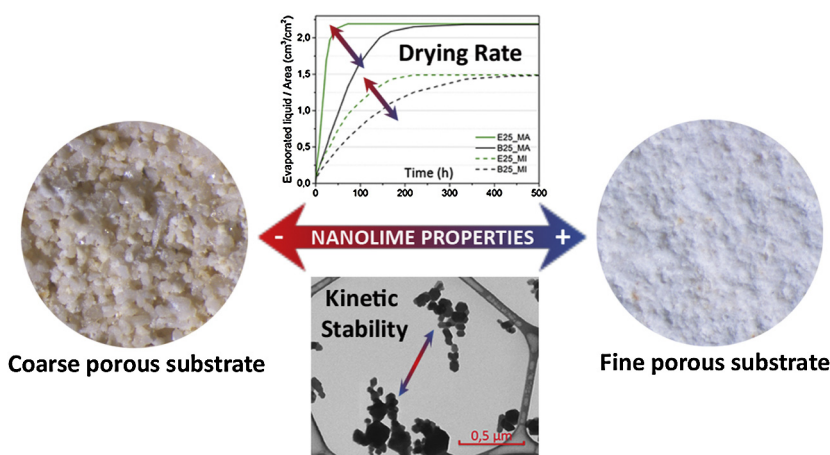 Evaporated liquid / Area (cm³/cm²)
2,0
1,5
1,0
0,5
0,0
Drying Rate
E25_MA
B25_MA
E25_MI
B25_MI
Time (h)
0 100 200 300 400 500
- NANOLIME PROPERTIES +
Kinetic
Stability
0,5 μm
Coarse porous substrate
Fine porous substrate